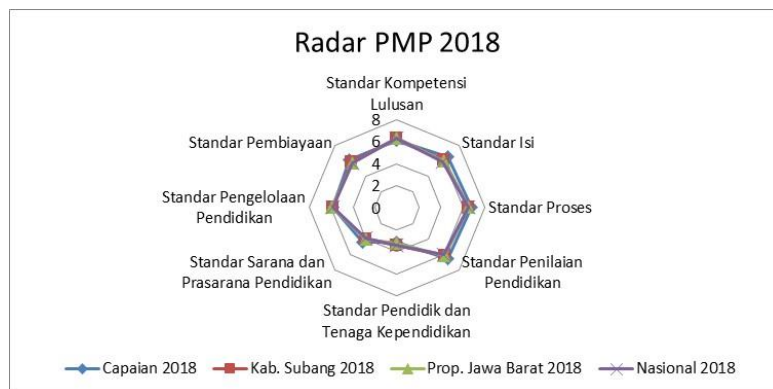 Radar PMP 2018
Standar Kompetensi
Lulusan
8
6
4
2
0
Standar Isi
Standar Proses
Standar Penilaian
Pendidikan
Standar Pendidik dan
Tenaga Kependidikan
Standar Sarana dan
Prasarana Pendidikan
Standar Pengelolaan
Pendidikan
Standar Pembiayaan
Capaian 2018
Kab. Subang 2018
Prop. Jawa Barat 2018
Nasional 2018